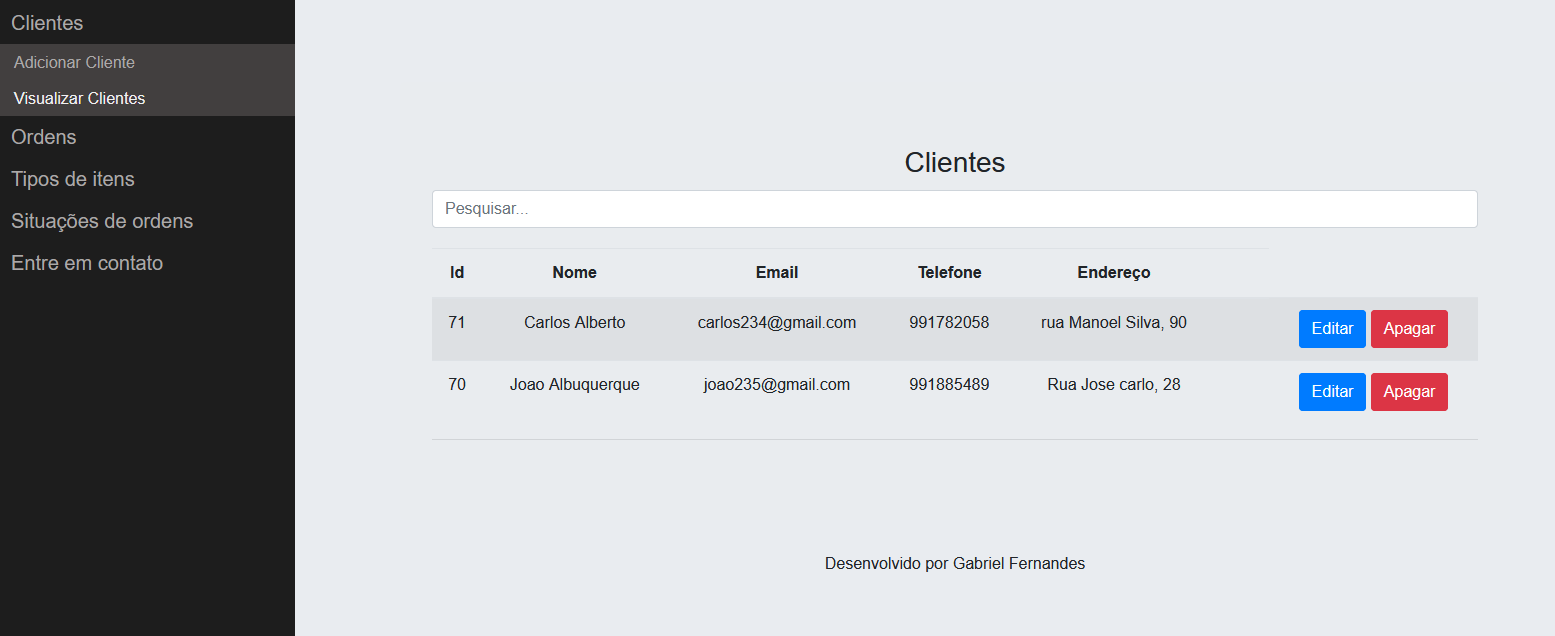 Clientes
Adicionar Cliente
Visualizar Clientes
Ordens
Tipos de itens
Situações de ordens
Entre em contato
Clientes
Pesquisar...
Id Nome Email Telefone Endereço
71 Carlos Alberto carlos234@gmail.com 991782058 rua Manoel Silva, 90 Editar Apagar
70 Joao Albuquerque joao235@gmail.com 991885489 Rua Jose carlo, 28 Editar Apagar
Desenvolvido por Gabriel Fernandes